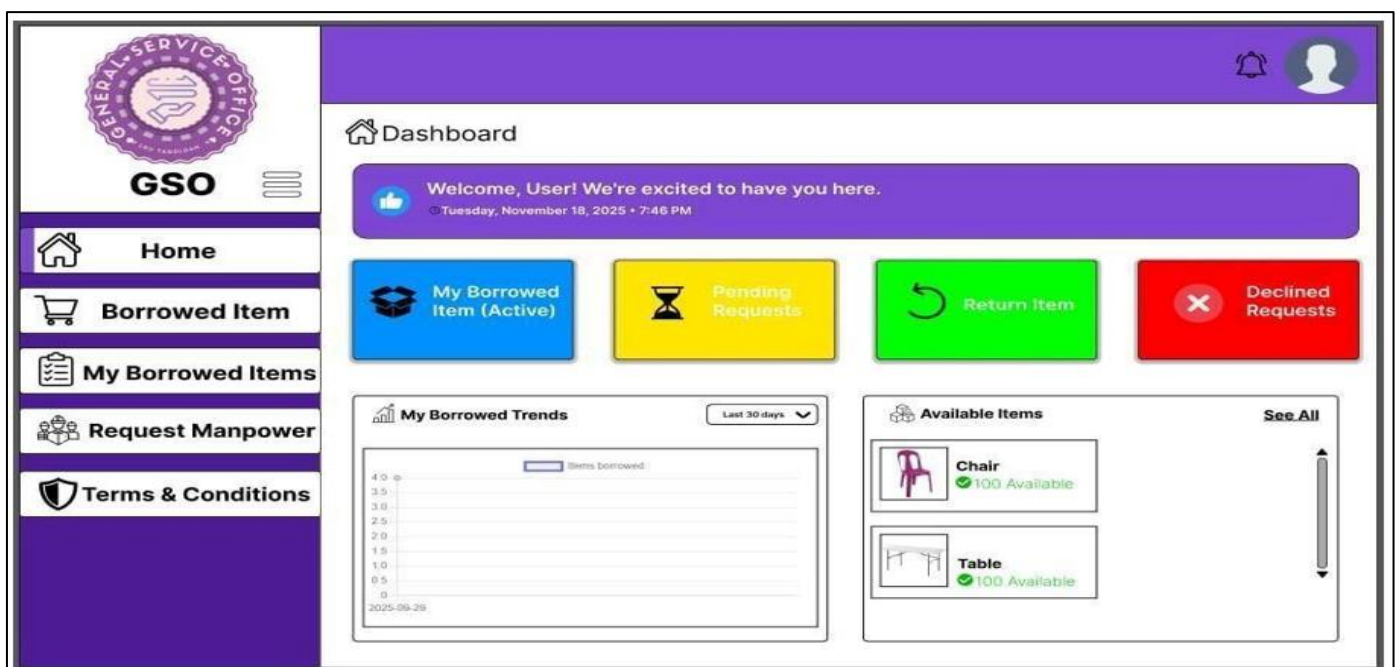 GENERAL SERVICE OFFICE
GSO
Home
Borrowed Item
My Borrowed Items
Request Manpower
Terms & Conditions
Dashboard
Welcome, User! We're excited to have you here.
Tuesday, November 18, 2025 • 7:46 PM
My Borrowed
Item (Active)
Pending
Requests
Return Item
Declined
Requests
My Borrowed Trends
Last 30 days
Items borrowed
4.0
3.5
3.0
2.5
2.0
1.5
1.0
0.5
0
2025-09-29
Available Items
See All
Chair
100 Available
Table
100 Available